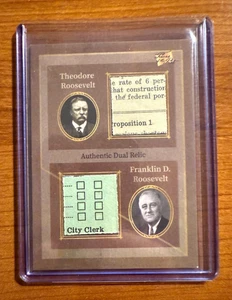 Theodore
Roosevelt
e rate of 6 per-
hat construction
the federal por-
roposition 1
Authentic Dual Relic
Franklin D.
Roosevelt
City Clerk